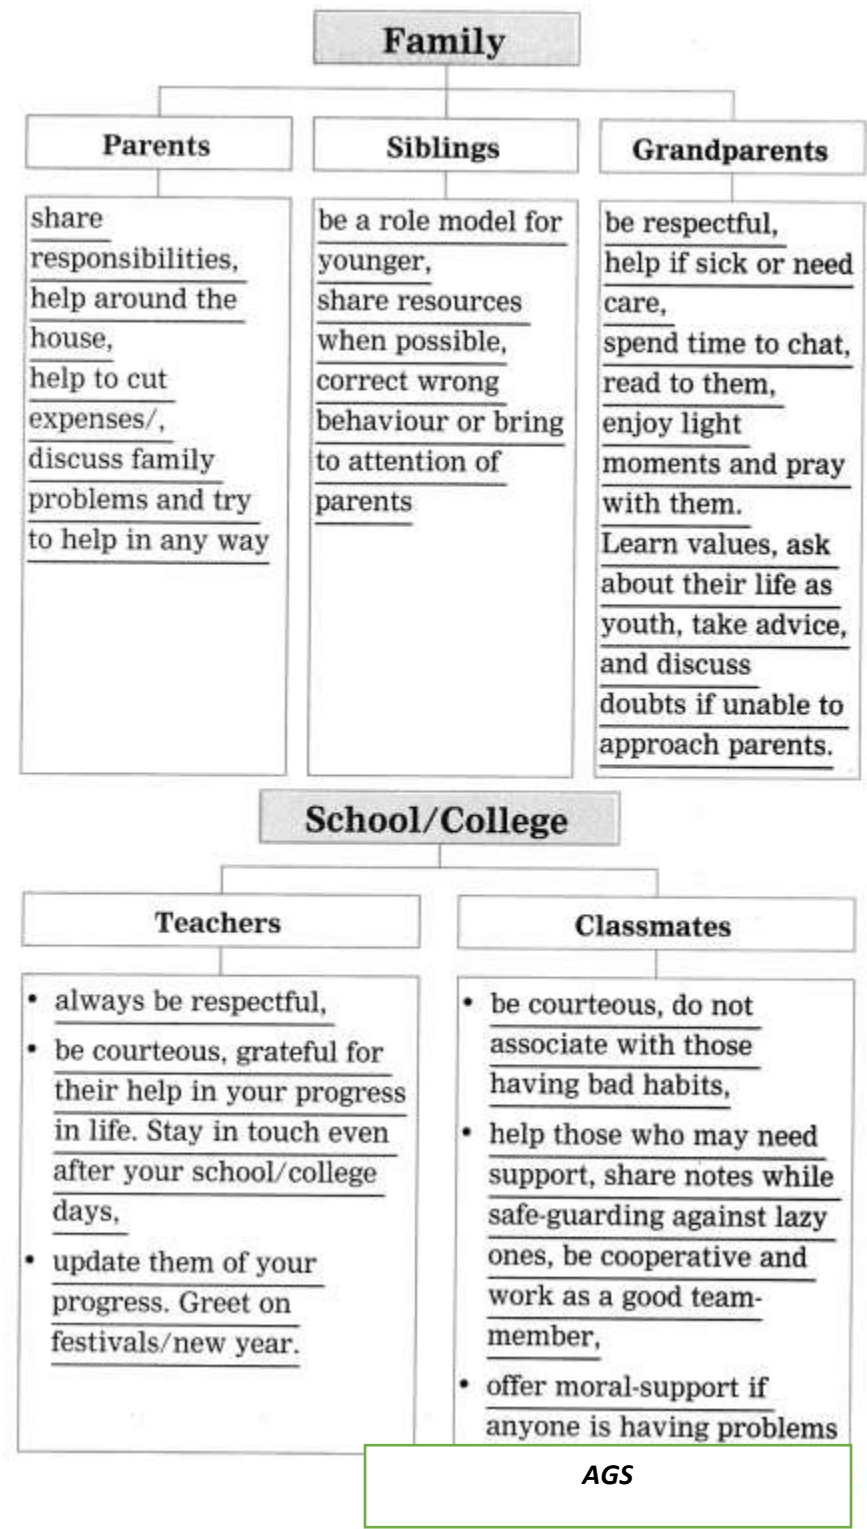 Family
Parents
share
responsibilities,
help around the
house,
help to cut
expenses/,
discuss family
problems and try
to help in any way
Siblings
be a role model for
younger,
share resources
when possible,
correct wrong
behaviour or bring
to attention of
parents
Grandparents
be respectful,
help if sick or need
care,
spend time to chat,
read to them,
enjoy light
moments and pray
with them.
Learn values, ask
about their life as
youth, take advice,
and discuss
doubts if unable to
approach parents.
School/College
Teachers
• always be respectful,
• be courteous, grateful for
their help in your progress
in life. Stay in touch even
after your school/college
days,
• update them of your
progress. Greet on
festivals/new year.
Classmates
• be courteous, do not
associate with those
having bad habits,
• help those who may need
support, share notes while
safe-guarding against lazy
ones, be cooperative and
work as a good team-
member,
• offer moral-support if
anyone is having problems
AGS